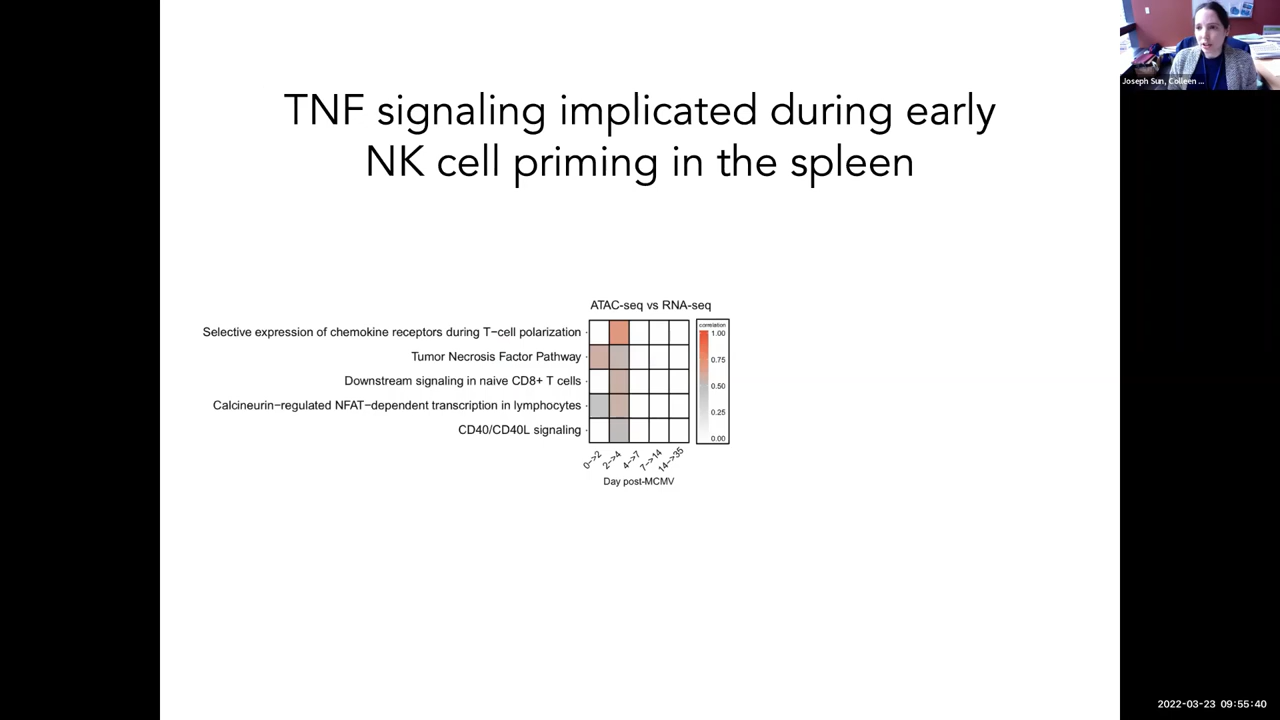 Joseph Sun, Colleen ...
TNF signaling implicated during early
NK cell priming in the spleen
ATAC-seq vs RNA-seq
Selective expression of chemokine receptors during T−cell polarization
Tumor Necrosis Factor Pathway
Downstream signaling in naive CD8+ T cells
Calcineurin−regulated NFAT−dependent transcription in lymphocytes
CD40/CD40L signaling
correlation
1.00
0.75
0.50
0.25
0.00
0−>2
2−>4
4−>7
7−>14
14−>35
Day post-MCMV
2022-03-23 09:55:40